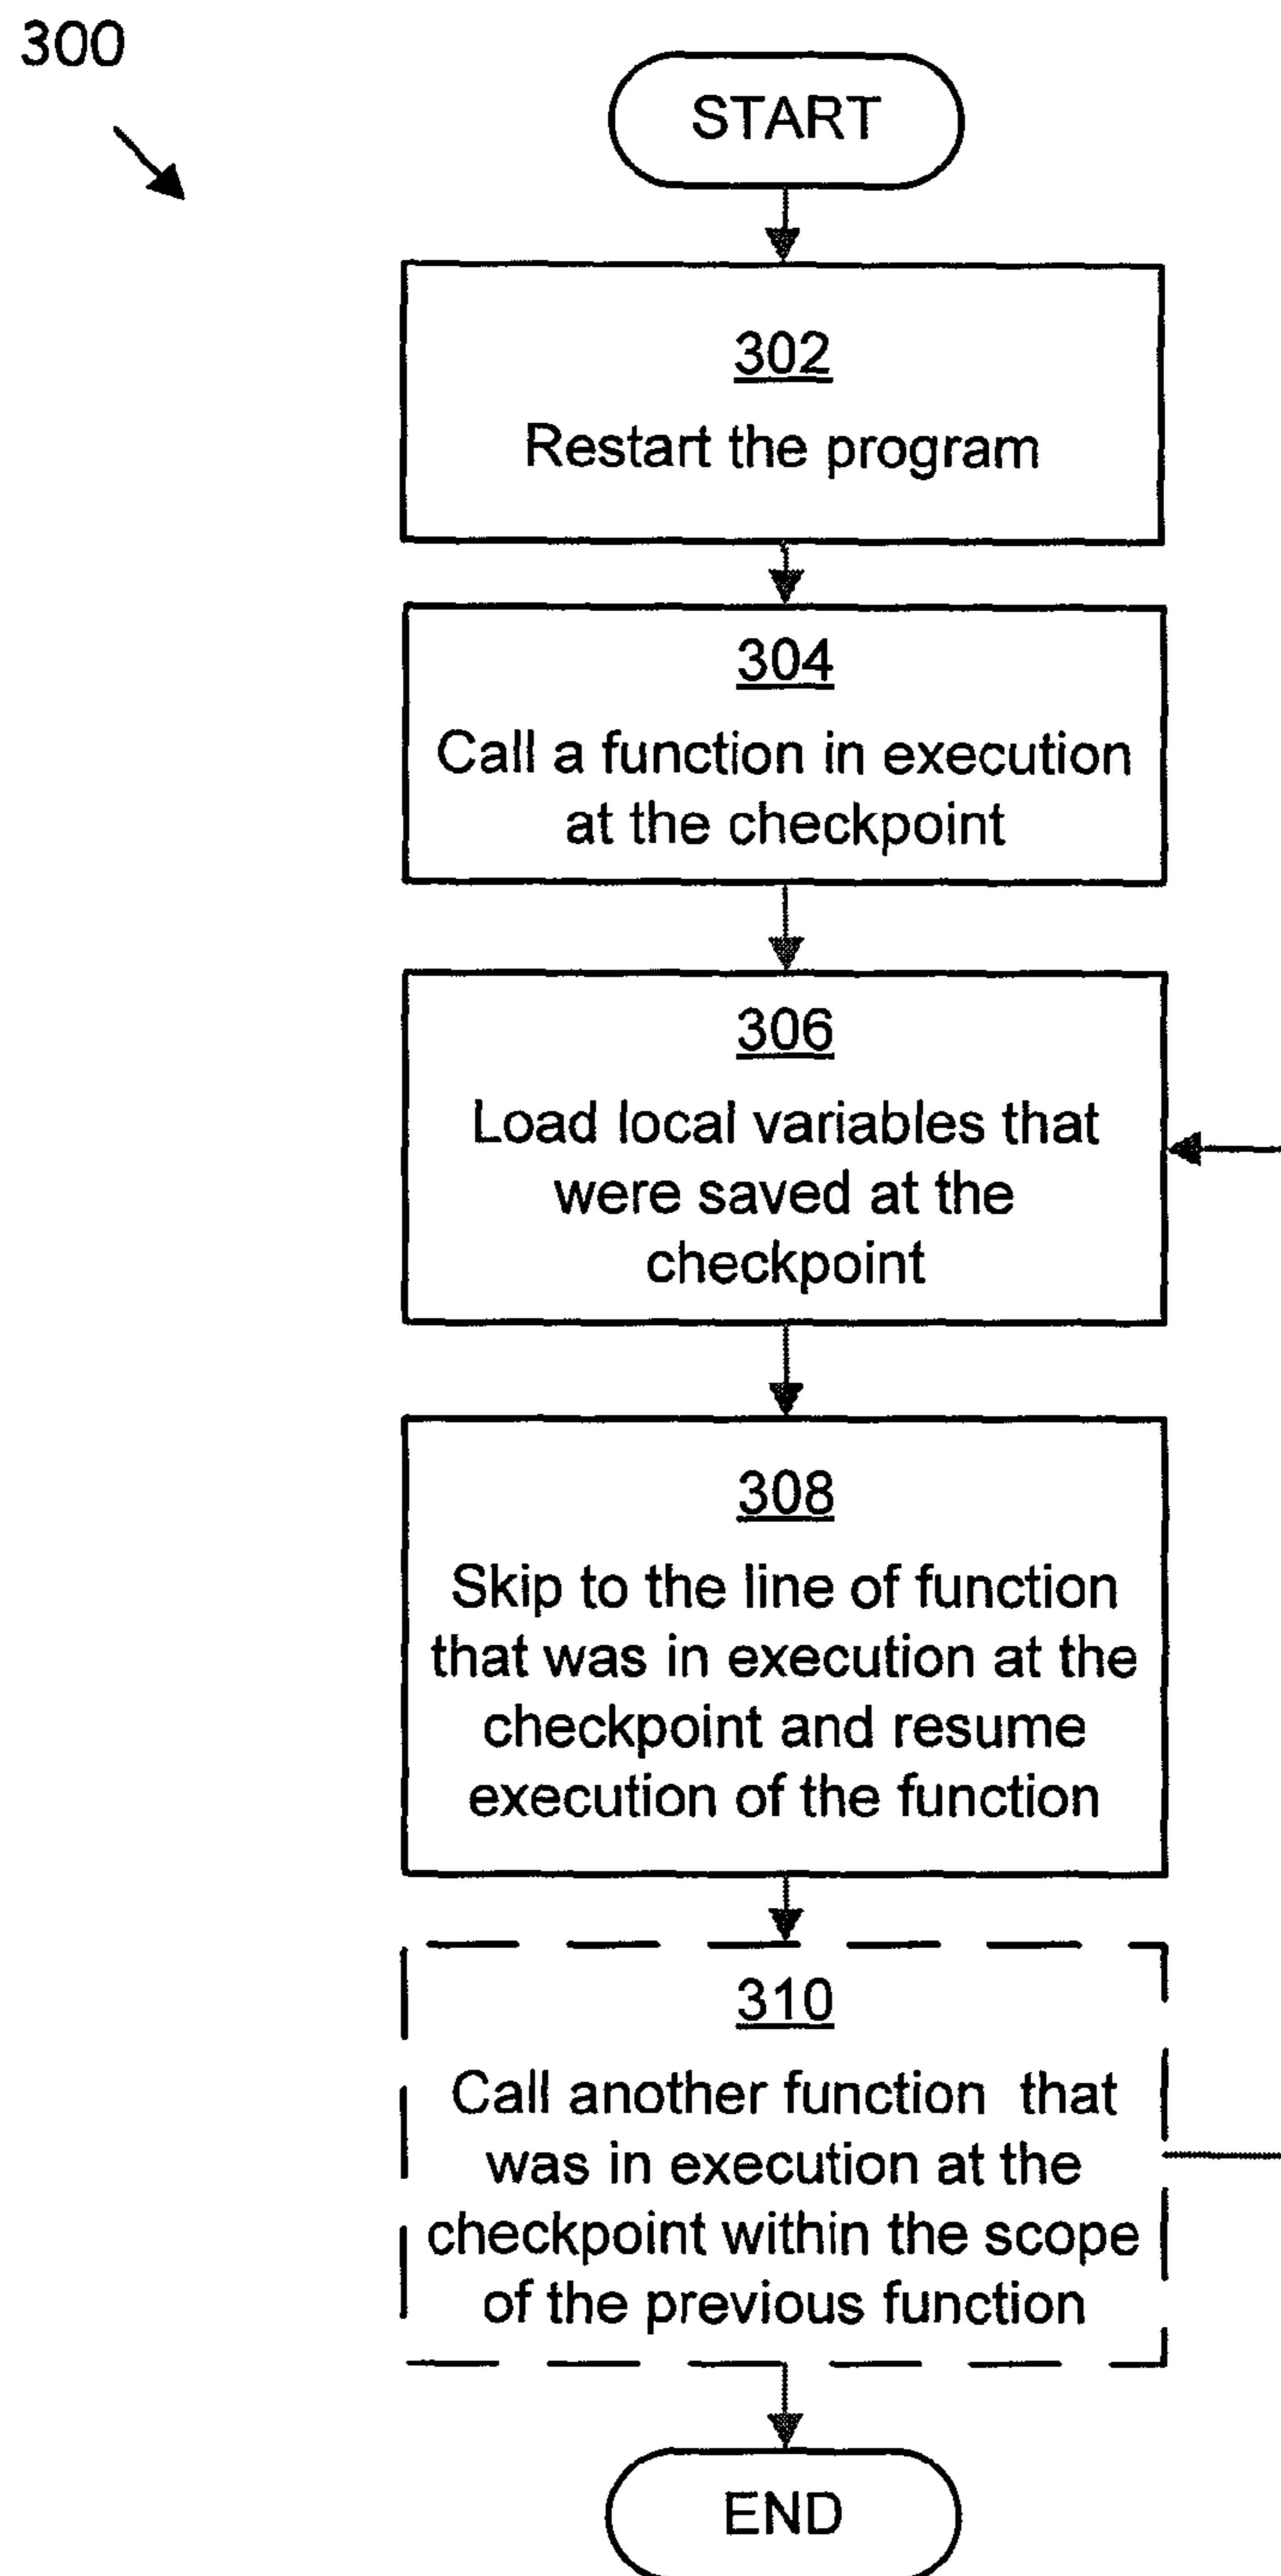 300
START
302
Restart the program
304
Call a function in execution
at the checkpoint
306
Load local variables that
were saved at the
checkpoint
308
Skip to the line of function
that was in execution at the
checkpoint and resume
execution of the function
310
Call another function that
was in execution at the
checkpoint within the scope
of the previous function
END